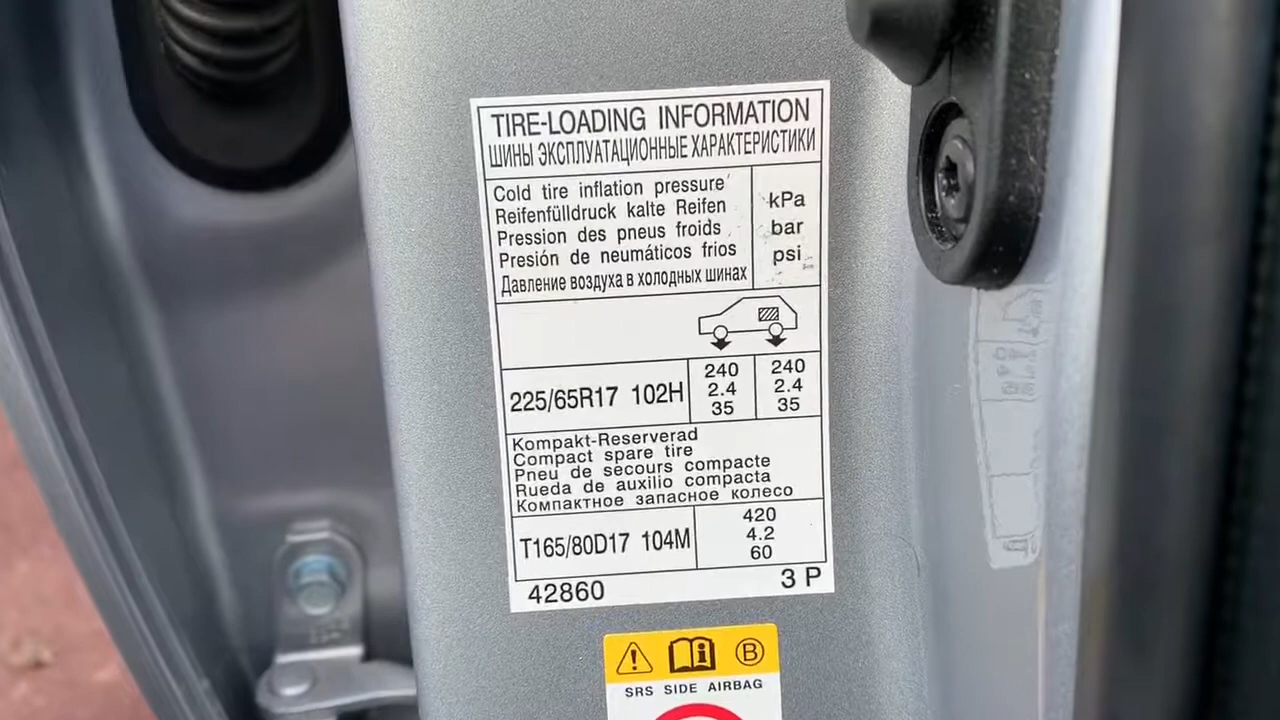 TIRE-LOADING INFORMATION
ШИНЫ ЭКСПЛУАТАЦИОННЫЕ ХАРАКТЕРИСТИКИ
Cold tire inflation pressure
Reifenfülldruck kalte Reifen
Pression des pneus froids
Presión de neumáticos frios
Давление воздуха в холодных шинах
kPa
bar
psi
225/65R17 102H
240
2.4
35
240
2.4
35
Kompakt-Reserverad
Compact spare tire
Pneu de secours compacte
Rueda de auxilio compacta
Компактное запасное колесо
T165/80D17 104M
420
4.2
60
42860
3 P
B
SRS SIDE AIRBAG